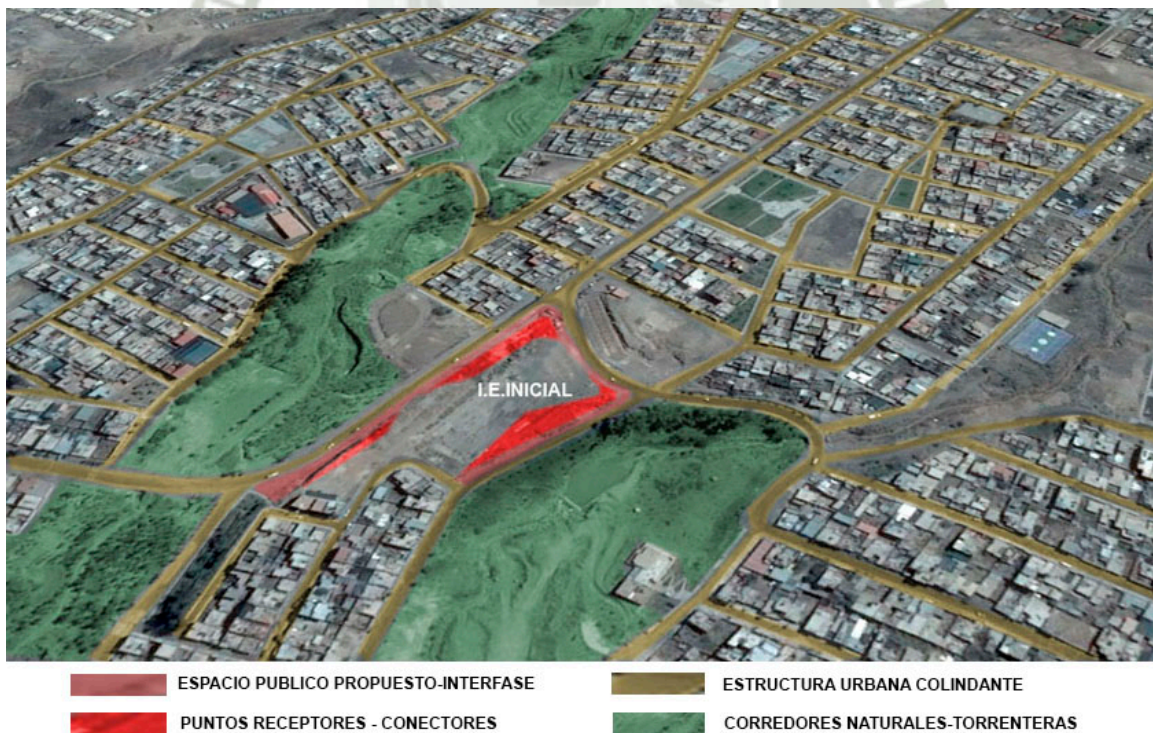 I.E.INICIAL
ESPACIO PUBLICO PROPUESTO-INTERFASE
ESTRUCTURA URBANA COLINDANTE
PUNTOS RECEPTORES - CONECTORES
CORREDORES NATURALES-TORRENTERAS